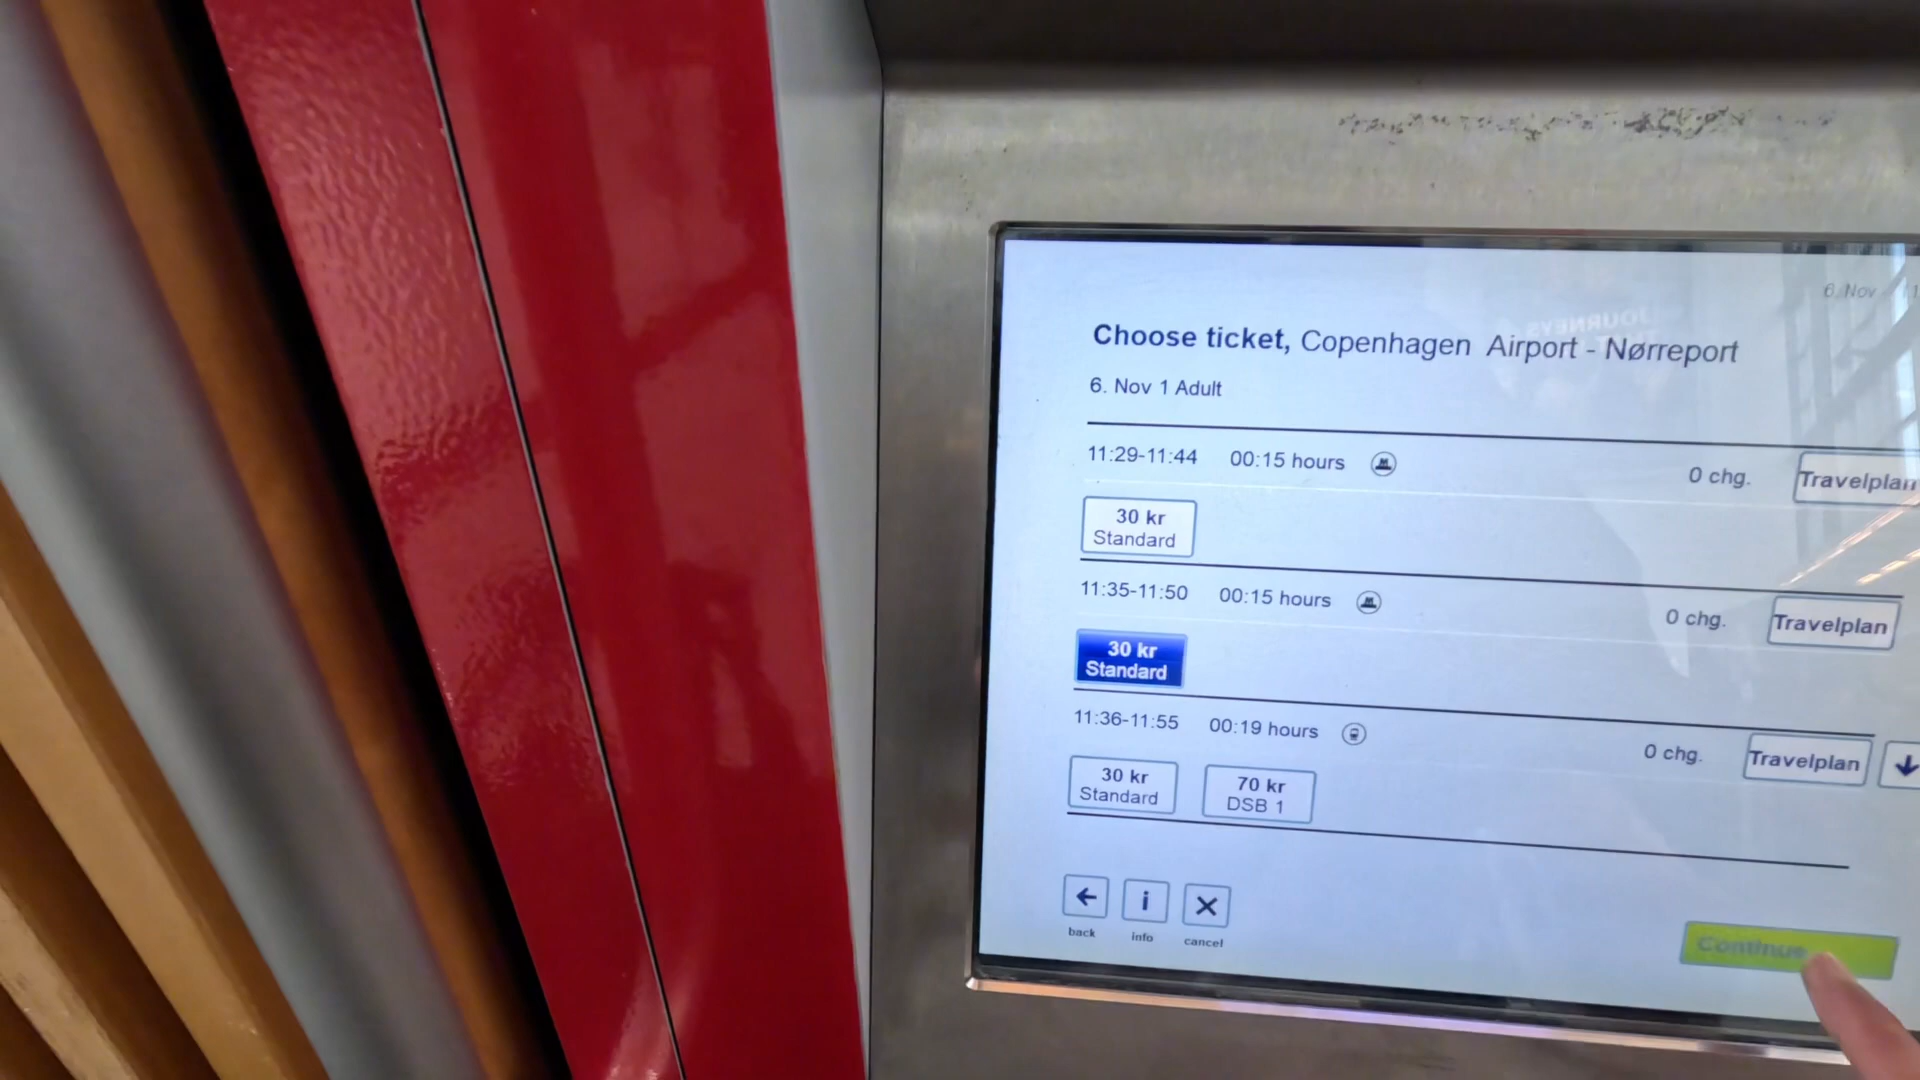 6. Nov
Choose ticket, Copenhagen Airport - Nørreport
6. Nov 1 Adult
11:29-11:44 00:15 hours 0 chg. Travelplan
30 kr
Standard
11:35-11:50 00:15 hours 0 chg. Travelplan
30 kr
Standard
11:36-11:55 00:19 hours 0 chg. Travelplan
30 kr
Standard
70 kr
DSB 1
back info cancel
Continue